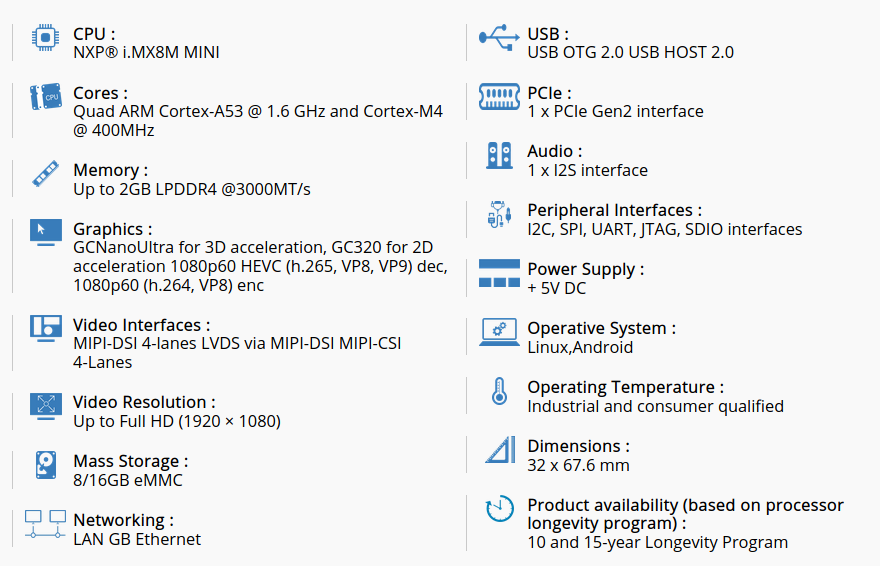 CPU :
NXP® i.MX8M MINI
Cores :
Quad ARM Cortex-A53 @ 1.6 GHz and Cortex-M4
@ 400MHz
Memory :
Up to 2GB LPDDR4 @3000MT/s
Graphics :
GCNanoUltra for 3D acceleration, GC320 for 2D
acceleration 1080p60 HEVC (h.265, VP8, VP9) dec,
1080p60 (h.264, VP8) enc
Video Interfaces :
MIPI-DSI 4-lanes LVDS via MIPI-DSI MIPI-CSI
4-Lanes
Video Resolution :
Up to Full HD (1920 × 1080)
Mass Storage :
8/16GB eMMC
Networking :
LAN GB Ethernet
USB :
USB OTG 2.0 USB HOST 2.0
PCIe :
1 x PCIe Gen2 interface
Audio :
1 x I2S interface
Peripheral Interfaces :
I2C, SPI, UART, JTAG, SDIO interfaces
Power Supply :
+ 5V DC
Operative System :
Linux,Android
Operating Temperature :
Industrial and consumer qualified
Dimensions :
32 x 67.6 mm
Product availability (based on processor
longevity program) :
10 and 15-year Longevity Program
CPU